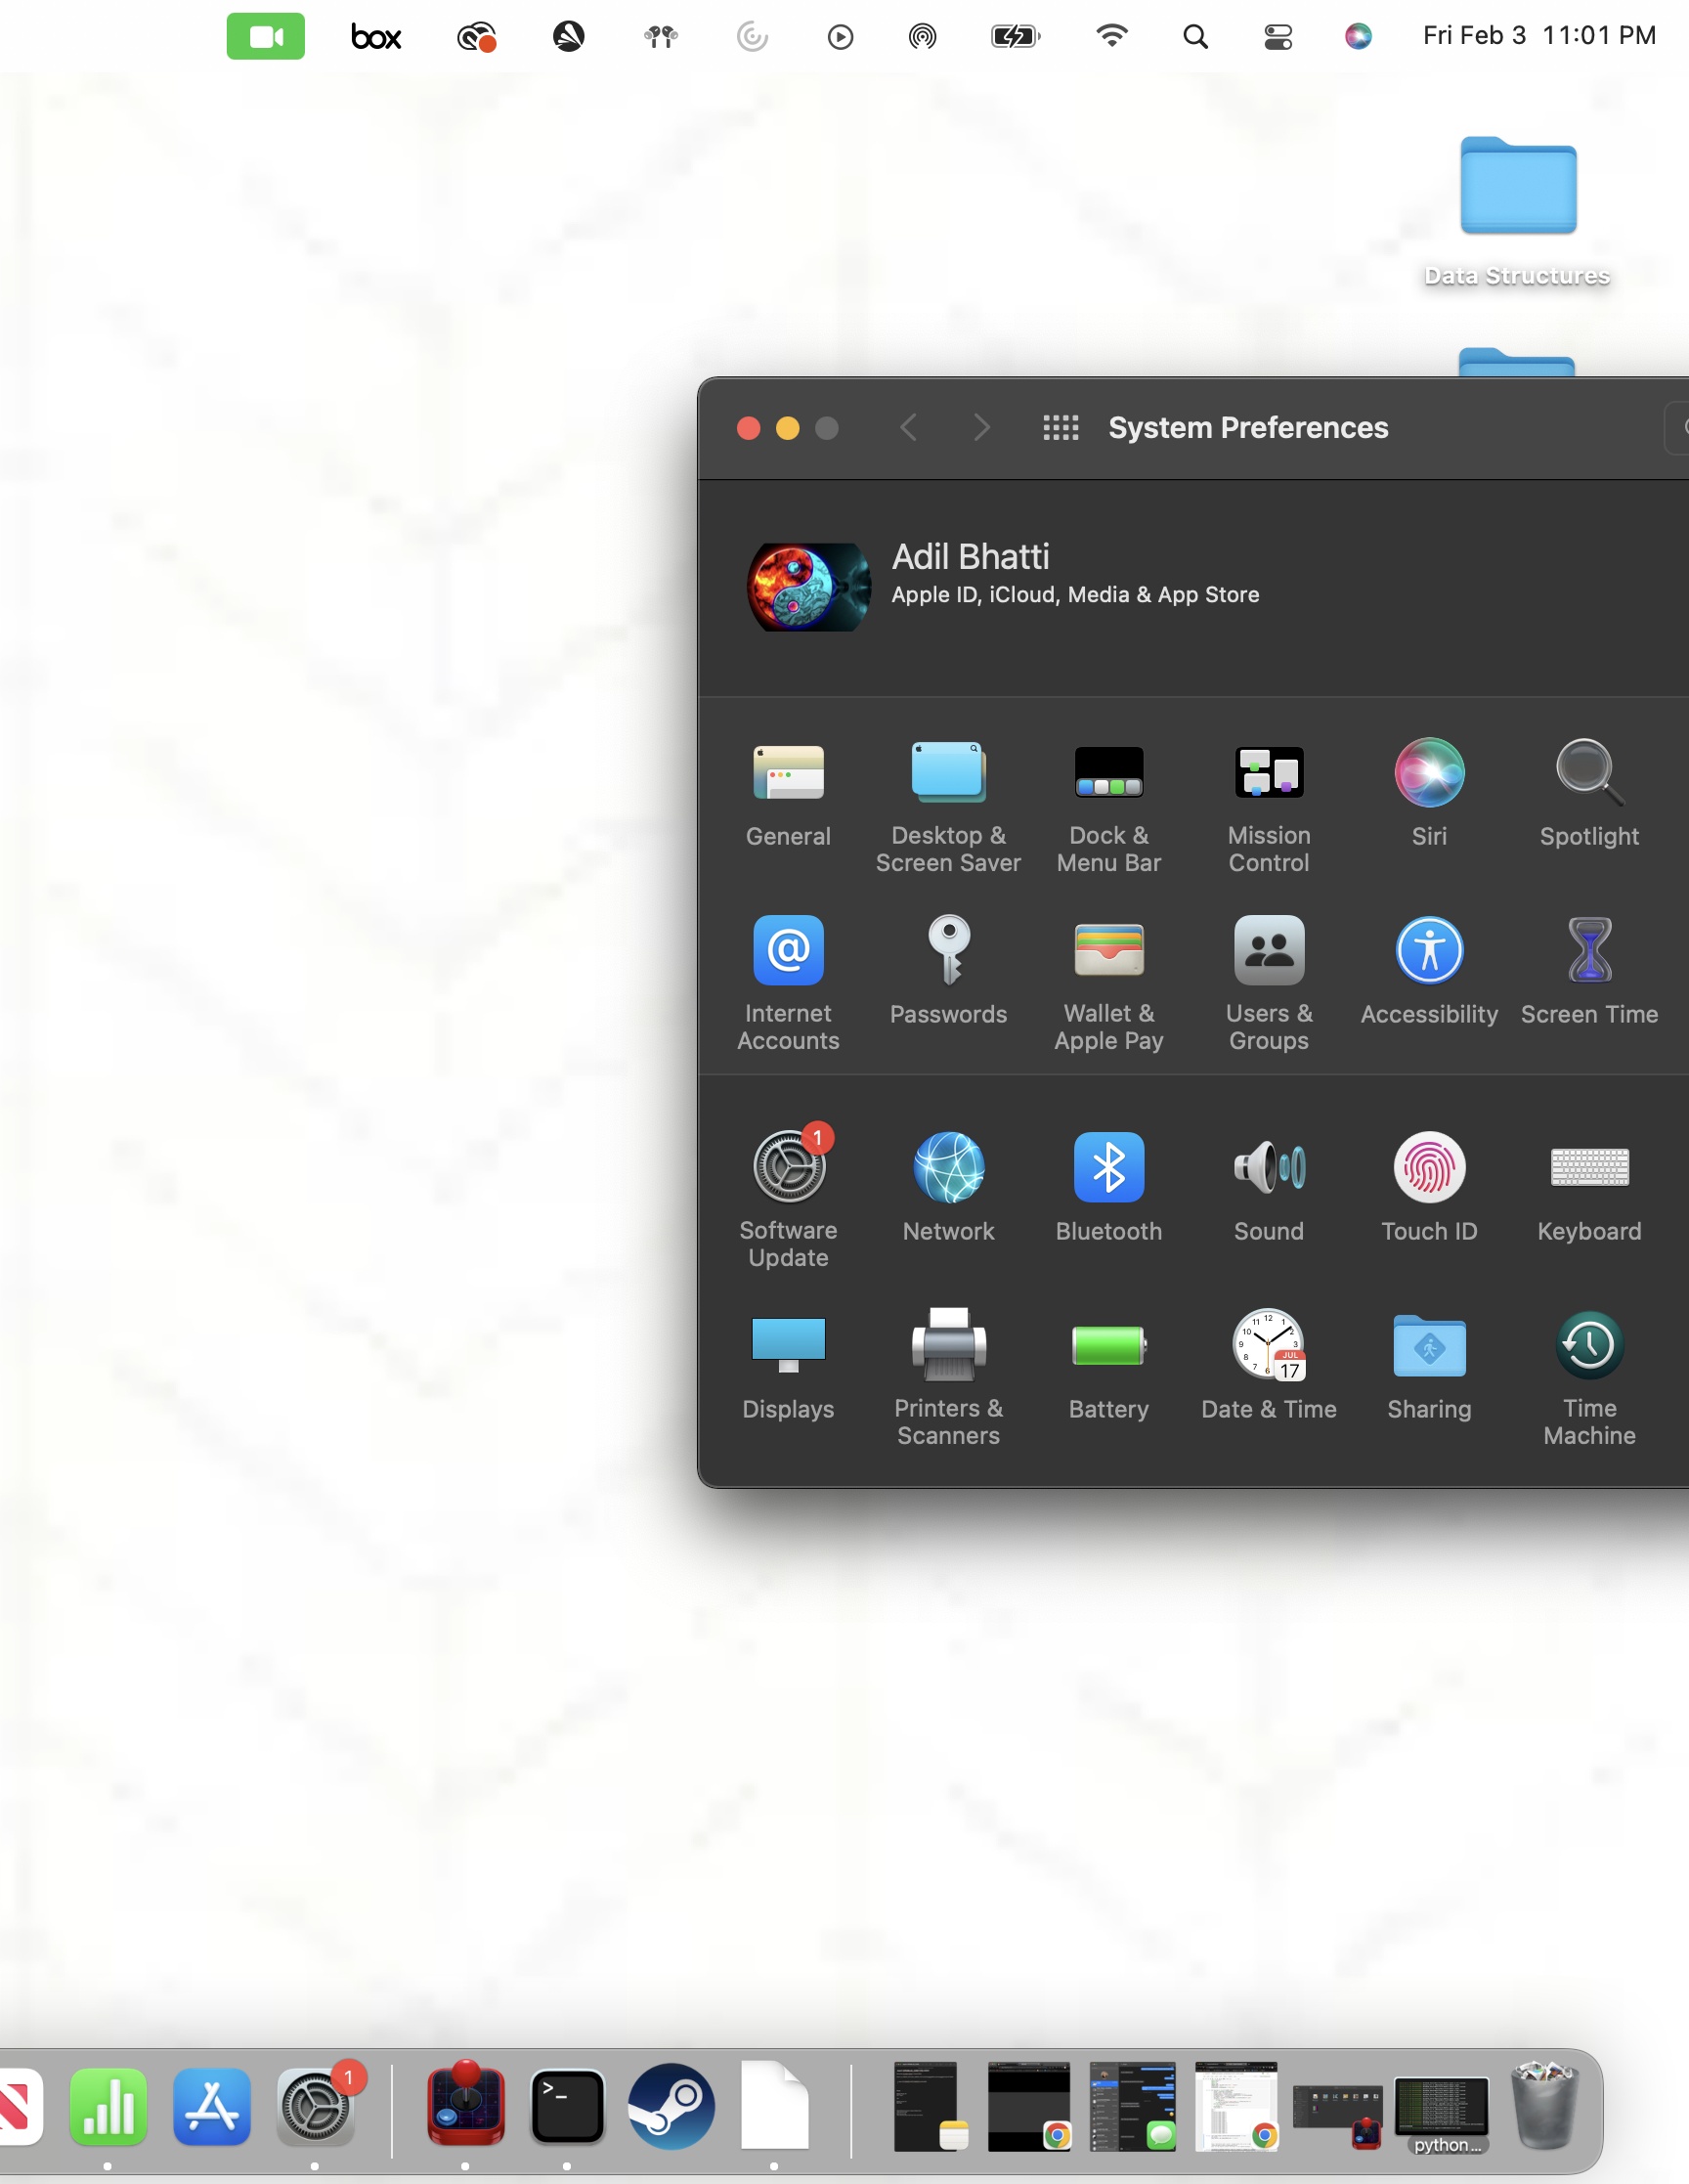 box
Fri Feb 3 11:01 PM
Data Structures
System Preferences
Adil Bhatti
Apple ID, iCloud, Media & App Store
General
Desktop &
Screen Saver
Dock &
Menu Bar
Mission
Control
Siri
Spotlight
Internet
Accounts
Passwords
Wallet &
Apple Pay
Users &
Groups
Accessibility
Screen Time
1
Software
Update
Network
Bluetooth
Sound
Touch ID
Keyboard
Displays
Printers &
Scanners
Battery
JUL
17
Date & Time
Sharing
Time
Machine
1
>_
python...